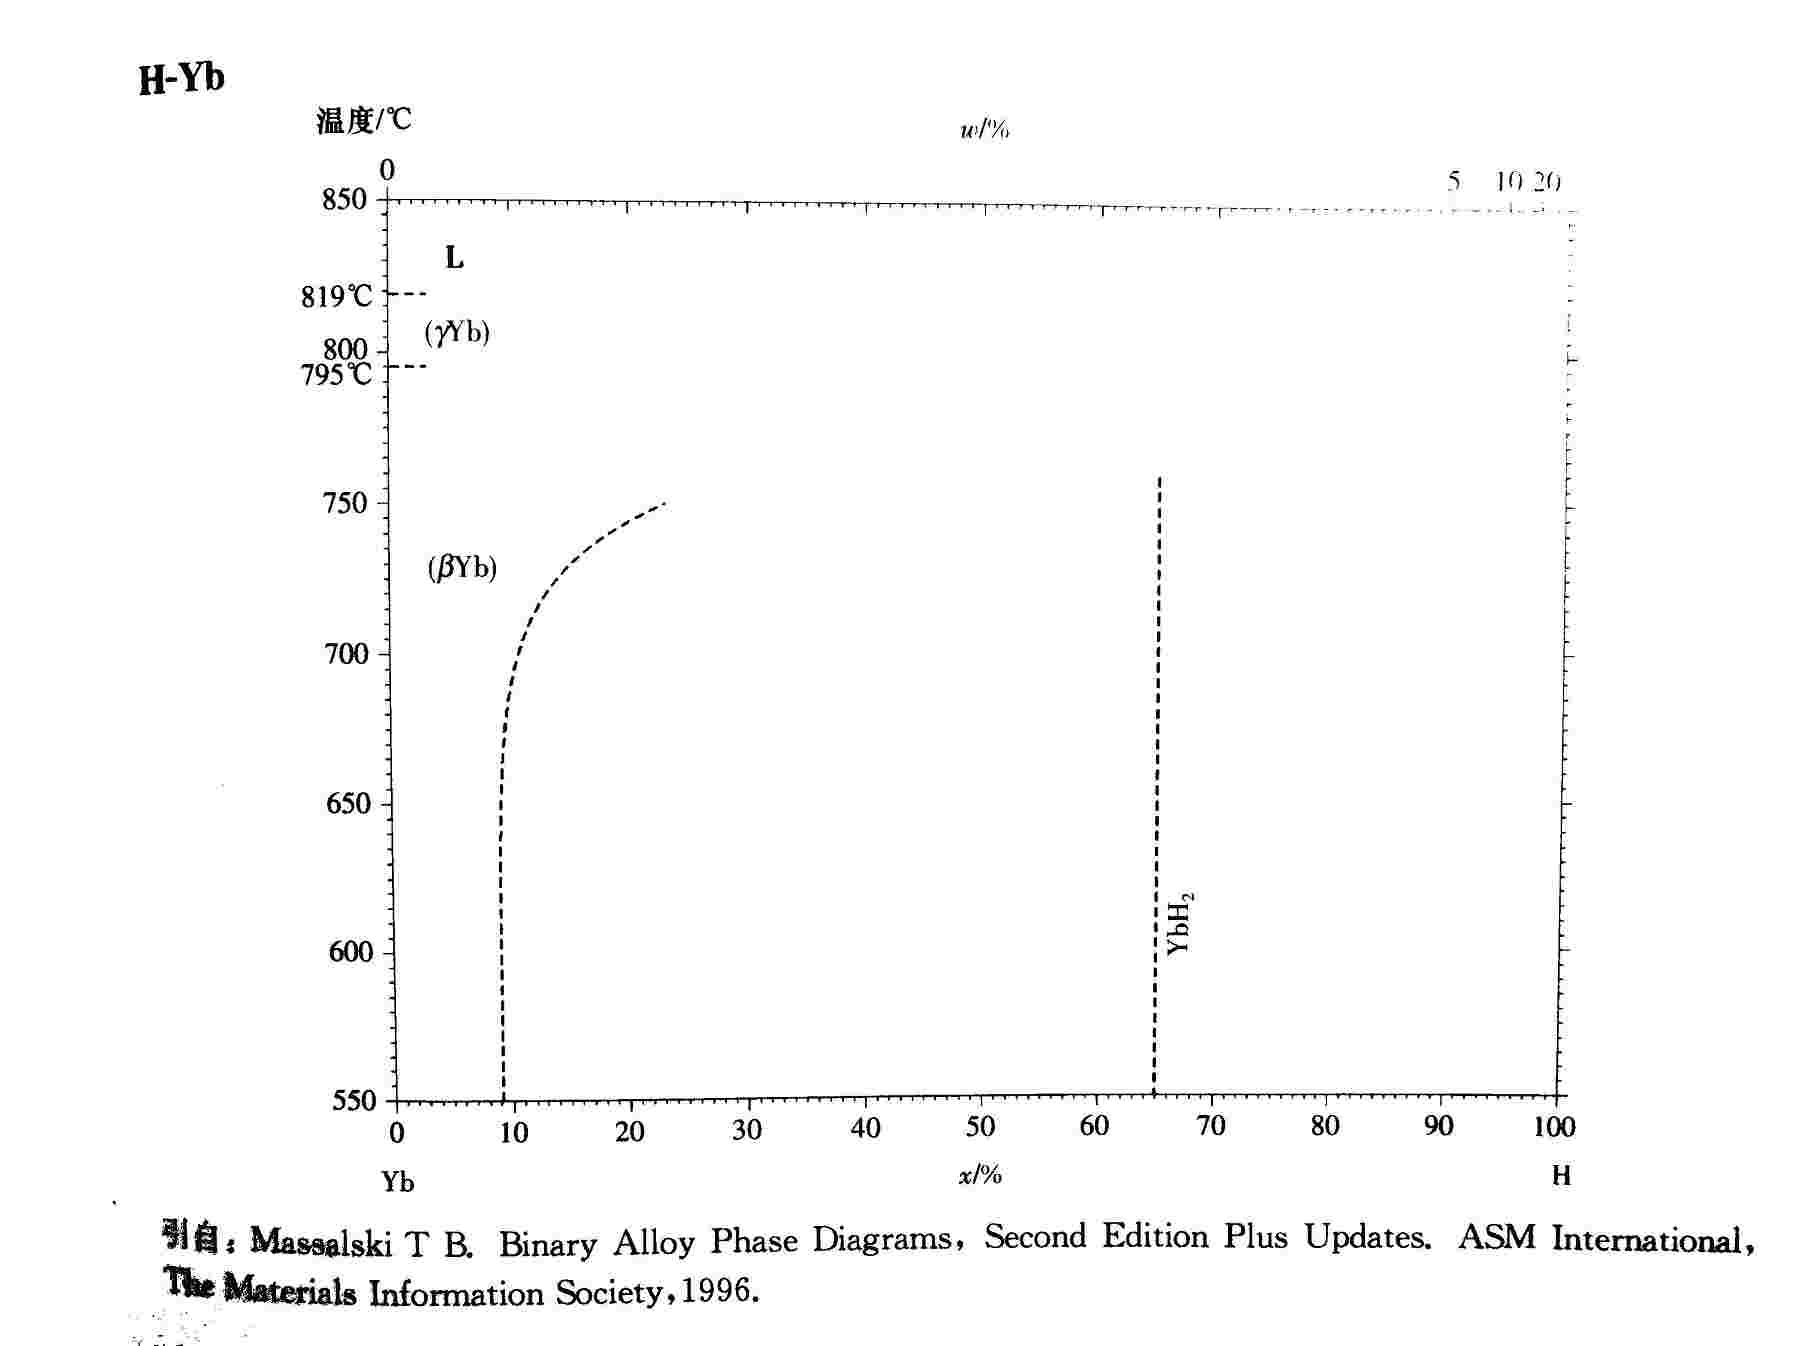 H-Yb
温度/℃
w/%
0
5 10 20
850
L
819℃
(γYb)
800
795℃
750
(βYb)
700
650
YbH₂
600
550
0 10 20 30 40 50 60 70 80 90 100
Yb x/% H
引自：Massalski T B. Binary Alloy Phase Diagrams, Second Edition Plus Updates. ASM International,
The Materials Information Society,1996.